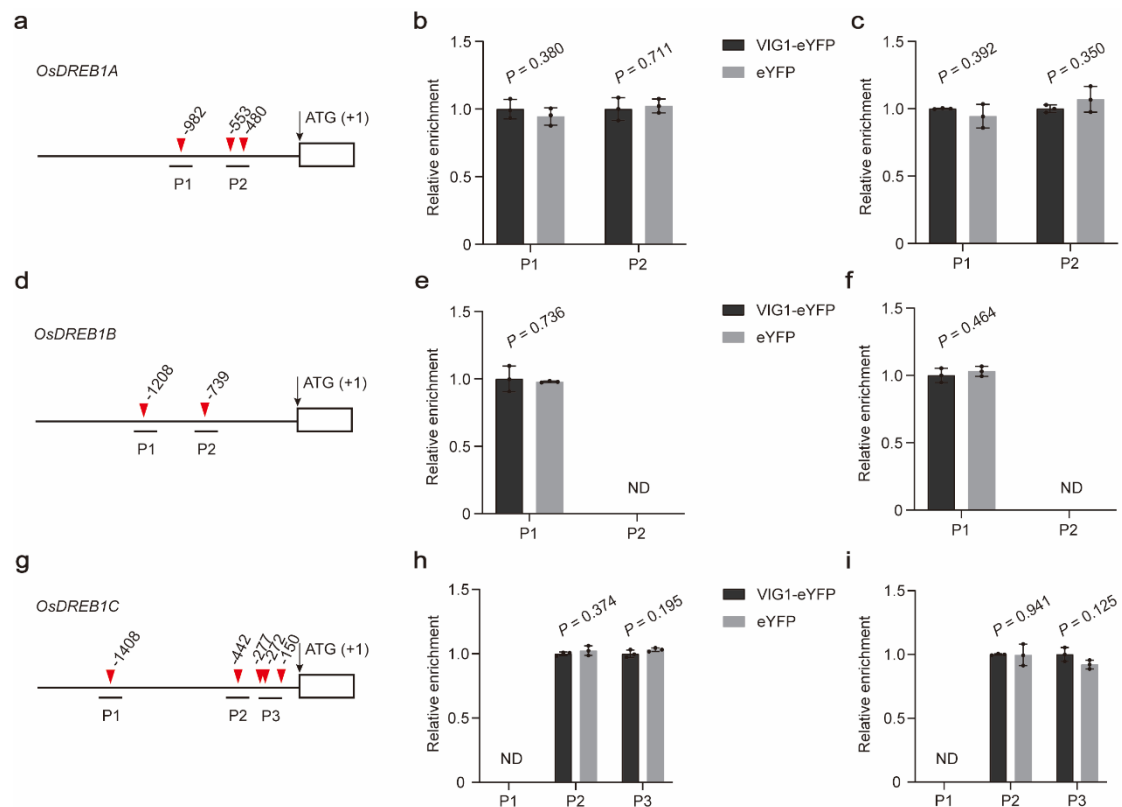 a
OsDREB1A
-982
-553
-480
ATG (+1)
P1
P2
b
Relative enrichment
1.5
1.0
0.5
0
P = 0.380
P = 0.711
P1
P2
VIG1-eYFP
eYFP
c
Relative enrichment
1.5
1.0
0.5
0
P = 0.392
P = 0.350
P1
P2
d
OsDREB1B
-1208
-739
ATG (+1)
P1
P2
e
Relative enrichment
1.5
1.0
0.5
0
P = 0.736
ND
P1
P2
VIG1-eYFP
eYFP
f
Relative enrichment
1.5
1.0
0.5
0
P = 0.464
ND
P1
P2
g
OsDREB1C
-1408
-442
-277
-272
-150
ATG (+1)
P1
P2
P3
h
Relative enrichment
1.5
1.0
0.5
0
ND
P = 0.374
P = 0.195
P1
P2
P3
VIG1-eYFP
eYFP
i
Relative enrichment
1.5
1.0
0.5
0
ND
P = 0.941
P = 0.125
P1
P2
P3